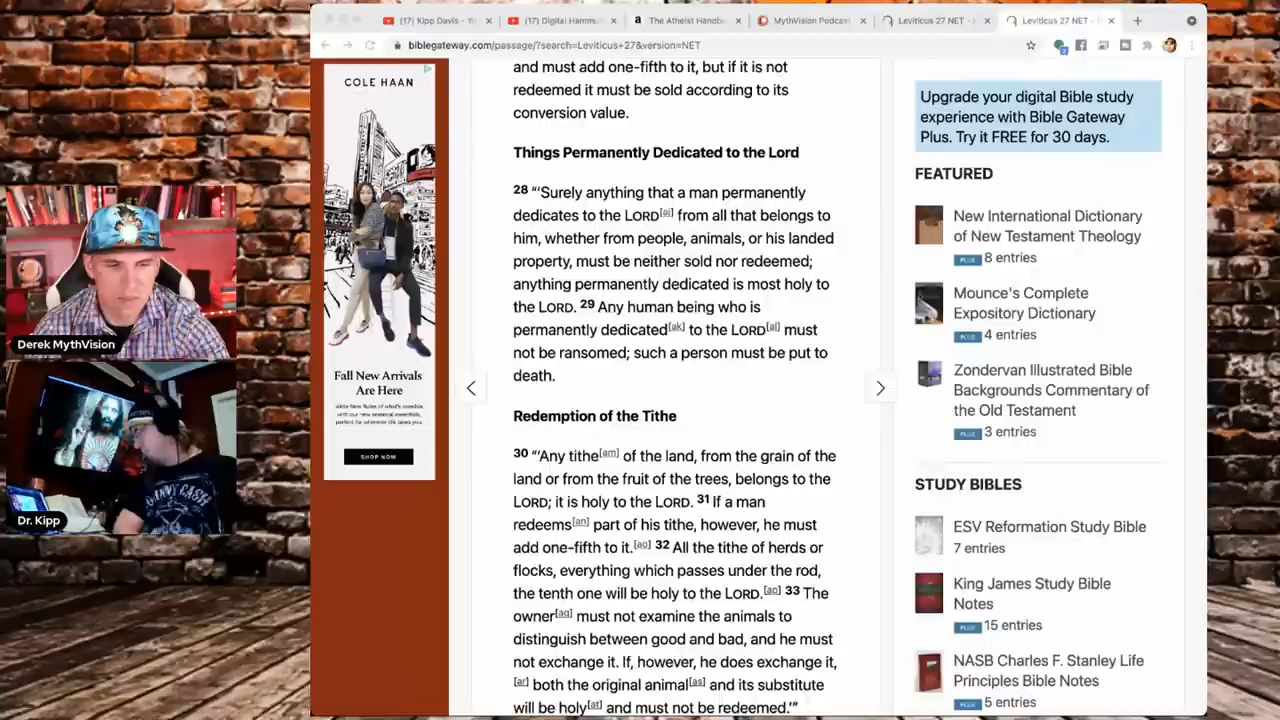 (17) Kipp Davis - Yo
(17) Digital Hammu
a The Atheist Handb
MythVision Podcast
Leviticus 27 NET -
Leviticus 27 NET -
biblegateway.com/passage/?search=Leviticus+27&version=NET
and must add one-fifth to it, but if it is not
redeemed it must be sold according to its
conversion value.
Things Permanently Dedicated to the Lord
28 “‘Surely anything that a man permanently
dedicates to the LORD[aj] from all that belongs to
him, whether from people, animals, or his landed
property, must be neither sold nor redeemed;
anything permanently dedicated is most holy to
the LORD. 29 Any human being who is
permanently dedicated[ak] to the LORD[al] must
not be ransomed; such a person must be put to
death.
Redemption of the Tithe
30 “‘Any tithe[am] of the land, from the grain of the
land or from the fruit of the trees, belongs to the
LORD; it is holy to the LORD. 31 If a man
redeems[an] part of his tithe, however, he must
add one-fifth to it.[ao] 32 All the tithe of herds or
flocks, everything which passes under the rod,
the tenth one will be holy to the LORD.[ap] 33 The
owner[aq] must not examine the animals to
distinguish between good and bad, and he must
not exchange it. If, however, he does exchange it,
[ar] both the original animal[as] and its substitute
will be holy[at] and must not be redeemed.’”
COLE HAAN
Fall New Arrivals
Are Here
SHOP NOW
Upgrade your digital Bible study
experience with Bible Gateway
Plus. Try it FREE for 30 days.
FEATURED
New International Dictionary
of New Testament Theology
PLUS 8 entries
Mounce's Complete
Expository Dictionary
PLUS 4 entries
Zondervan Illustrated Bible
Backgrounds Commentary of
the Old Testament
PLUS 3 entries
STUDY BIBLES
ESV Reformation Study Bible
7 entries
King James Study Bible
Notes
PLUS 15 entries
NASB Charles F. Stanley Life
Principles Bible Notes
PLUS 5 entries
Derek MythVision
Dr. Kipp
JOHNNY CASH